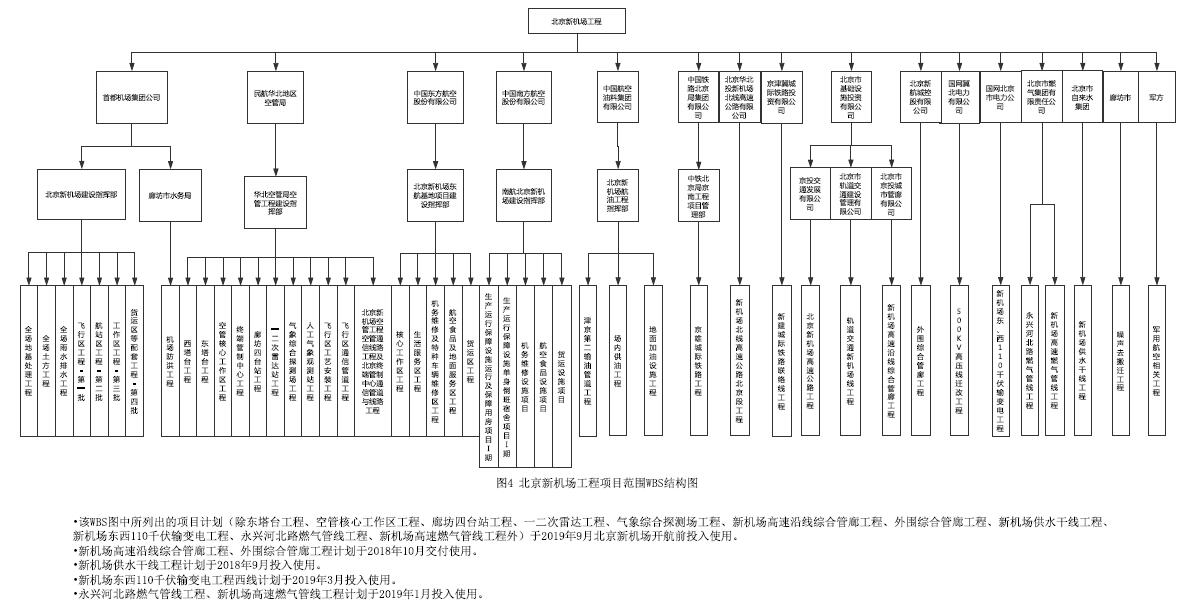 北京新机场工程
首都机场集团公司
民航华北地区
空管局
中国东方航空
股份有限公司
中国南方航空
股份有限公司
中国航空
油料集团
有限公司
中国铁
路北京
局集团
有限公
司
北京华北
投新机场
北线高速
公路有限
公司
京津冀城
际铁路投
资有限公
司
北京市
基础设
施投资
有限公
司
北京新
航城控
股有限
公司
国网冀
北电力
有限公
司
国网北京
市电力公
司
北京市燃
气集团有
限责任公
司
北京市
自来水
集团
廊坊市
军方
北京新机场建设指挥部
廊坊市水务局
华北空管局空
管工程建设指
挥部
北京新机场东
航基地项目建
设指挥部
南航北京新机
场建设指挥部
北京新
机场航
油工程
指挥部
中铁北
京局京
南工程
项目管
理部
京投交
通发展
有限公
司
北京市
轨道交
通建设
管理有
限公司
北京市
京投城
市管廊
有限公
司
全场地基处理工程
全场土方工程
全场雨水排水工程
飞行区工程•第一批
航站区工程•第二批
工作区工程•第三批
货运区等配套工程•第四批
机场防洪工程
西塔台工程
东塔台工程
空管核心工作区工程
终端管制中心工程
廊坊四台站工程
一二次雷达站工程
气象综合探测场工程
人工气象观测站工程
飞行区工艺安装工程
飞行区通信管道工程
北京新
机场空
管工程
空管通
信线路
工程及
北京终
端管制
中心通
信管道
与线路
工程
核心工作区工程
生活服务区工程
机务维修及特种车辆维修区工程
航空食品及地面服务区工程
货运区工程
生产运行保障设施运行及保障用房项目I期
生产运行保障设施单身倒班宿舍项目I期
机务维修设施项目
航空食品设施项目
货运设施项目
津京第二输油管道工程
场内供油工程
地面加油设施工程
京雄城际铁路工程
新机场北线高速公路北京段工程
新建城际铁路联络线工程
北京新机场高速公路工程
轨道交通新机场线工程
新机场高速沿线综合管廊工程
外围综合管廊工程
500KV高压线迁改工程
新机场东、西110千伏输变电工程
永兴河北路燃气管线工程
新机场高速燃气管线工程
新机场供水干线工程
噪声去搬迁工程
军用航空相关工程
图4 北京新机场工程项目范围WBS结构图
•该WBS图中所列出的项目计划（除东塔台工程、空管核心工作区工程、廊坊四台站工程、一二次雷达工程、气象综合探测场工程、新机场高速沿线综合管廊工程、外围综合管廊工程、新机场供水干线工程、
新机场东西110千伏输变电工程、永兴河北路燃气管线工程、新机场高速燃气管线工程外）于2019年9月北京新机场开航前投入使用。
•新机场高速沿线综合管廊工程、外围综合管廊工程计划于2018年10月交付使用。
•新机场供水干线工程计划于2018年9月投入使用。
•新机场东西110千伏输变电工程西线计划于2019年3月投入使用。
•永兴河北路燃气管线工程、新机场高速燃气管线工程计划于2019年1月投入使用。